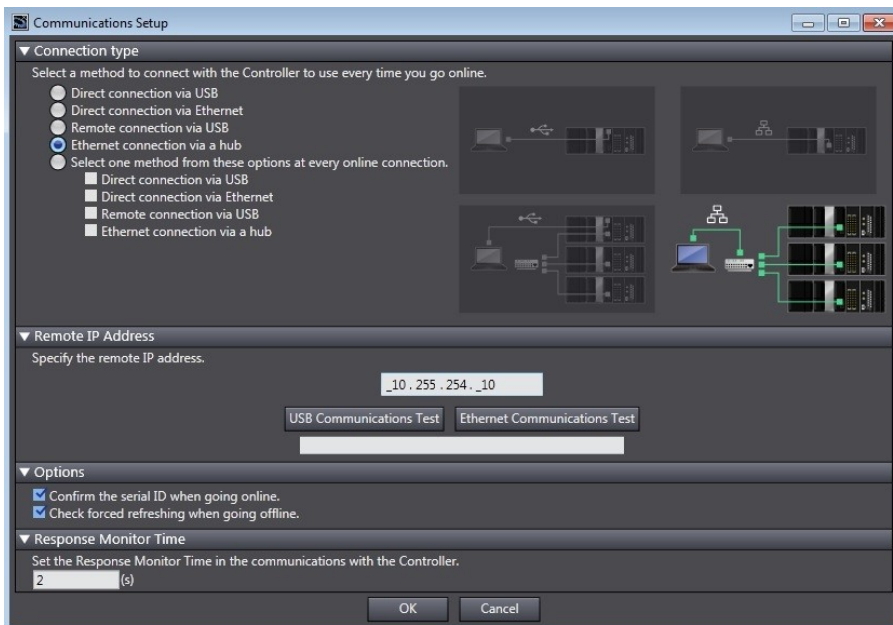 Communications Setup
▼ Connection type
Select a method to connect with the Controller to use every time you go online.
Direct connection via USB
Direct connection via Ethernet
Remote connection via USB
Ethernet connection via a hub
Select one method from these options at every online connection.
Direct connection via USB
Direct connection via Ethernet
Remote connection via USB
Ethernet connection via a hub
▼ Remote IP Address
Specify the remote IP address.
_10 . 255 . 254 . _10
USB Communications Test Ethernet Communications Test
▼ Options
Confirm the serial ID when going online.
Check forced refreshing when going offline.
▼ Response Monitor Time
Set the Response Monitor Time in the communications with the Controller.
2 (s)
OK Cancel